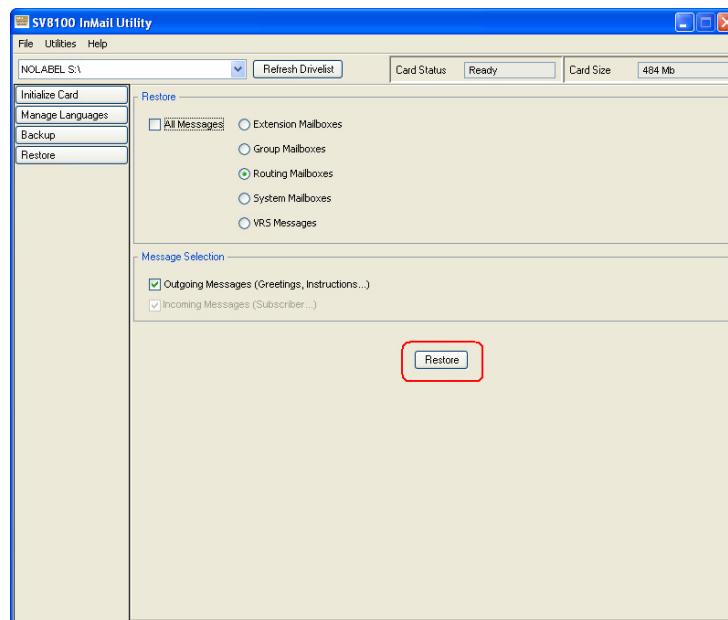 SV8100 InMail Utility
File Utilities Help
NOLABEL S:\ Refresh Drivelist Card Status Ready Card Size 484 Mb
Initialize Card
Manage Languages
Backup
Restore
Restore
All Messages Extension Mailboxes
Group Mailboxes
Routing Mailboxes
System Mailboxes
VRS Messages
Message Selection
Outgoing Messages (Greetings, Instructions...)
Incoming Messages (Subscriber...)
Restore